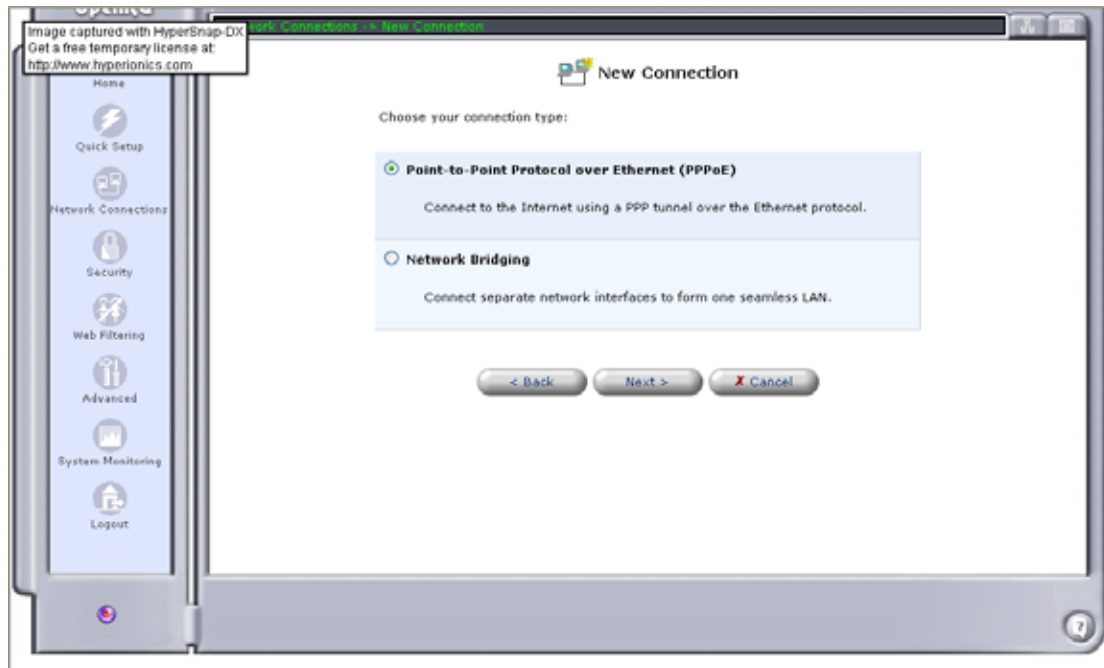 Image captured with HyperSnap-DX
Get a free temporary license at:
http://www.hyperionics.com
work Connections -> New Connection
Home
Quick Setup
Network Connections
Security
Web Filtering
Advanced
System Monitoring
Logout
New Connection
Choose your connection type:
Point-to-Point Protocol over Ethernet (PPPoE)
Connect to the Internet using a PPP tunnel over the Ethernet protocol.
Network Bridging
Connect separate network interfaces to form one seamless LAN.
< Back
Next >
X Cancel
?